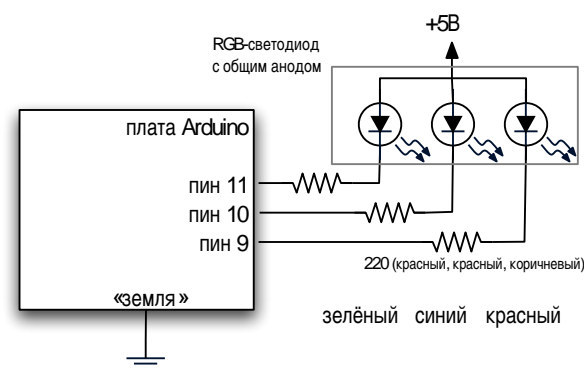 +5В
RGB-светодиод
с общим анодом
плата Arduino
пин 11
пин 10
пин 9
220 (красный, красный, коричневый)
«земля»
зелёный синий красный